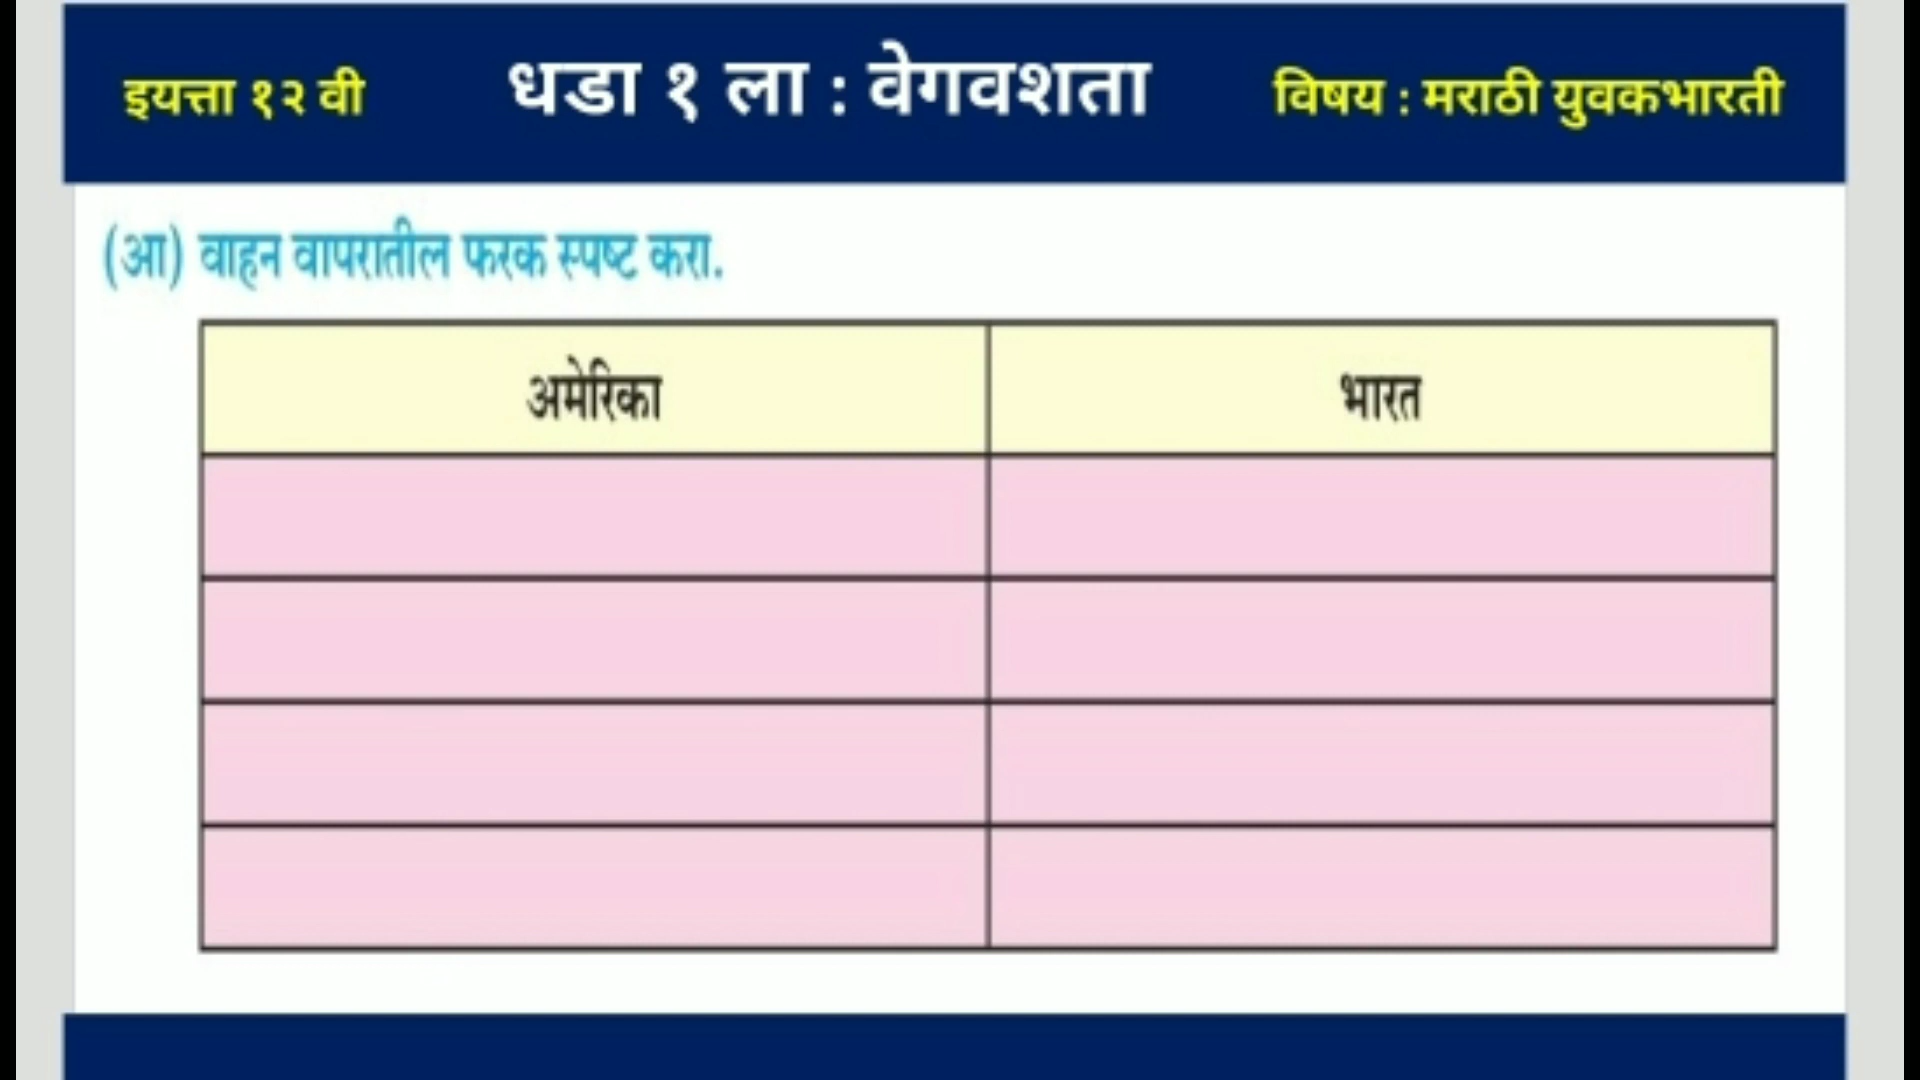 इयत्ता १२ वी धडा १ ला : वेगवशता विषय : मराठी युवकभारती
(आ) वाहन वापरातील फरक स्पष्ट करा.
अमेरिका भारत